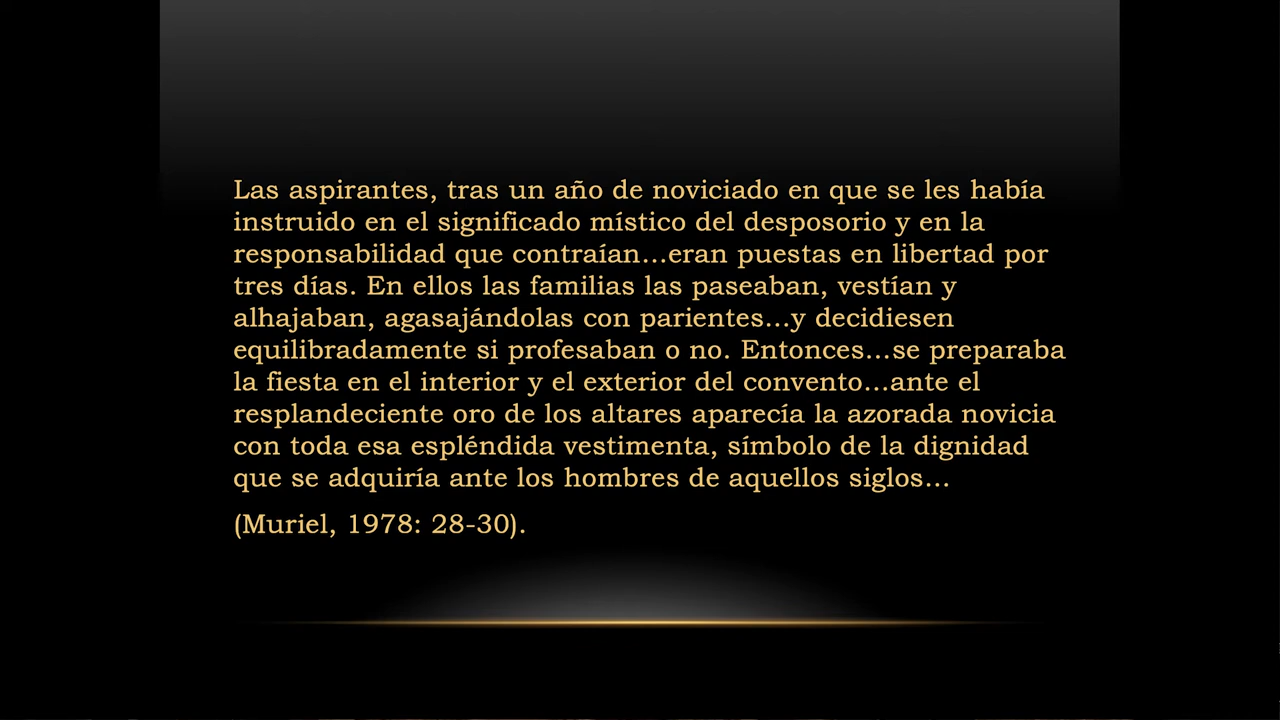 Las aspirantes, tras un año de noviciado en que se les había
instruido en el significado místico del desposorio y en la
responsabilidad que contraían...eran puestas en libertad por
tres días. En ellos las familias las paseaban, vestían y
alhajaban, agasajándolas con parientes...y decidiesen
equilibradamente si profesaban o no. Entonces...se preparaba
la fiesta en el interior y el exterior del convento...ante el
resplandeciente oro de los altares aparecía la azorada novicia
con toda esa espléndida vestimenta, símbolo de la dignidad
que se adquiría ante los hombres de aquellos siglos...
(Muriel, 1978: 28-30).